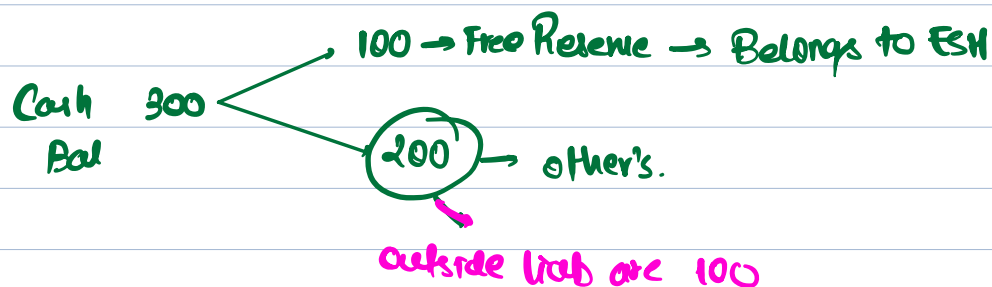 100 → Free Reserve → Belongs to ESH
Cash 300
Bal
200 → other's.
outside liab are 100